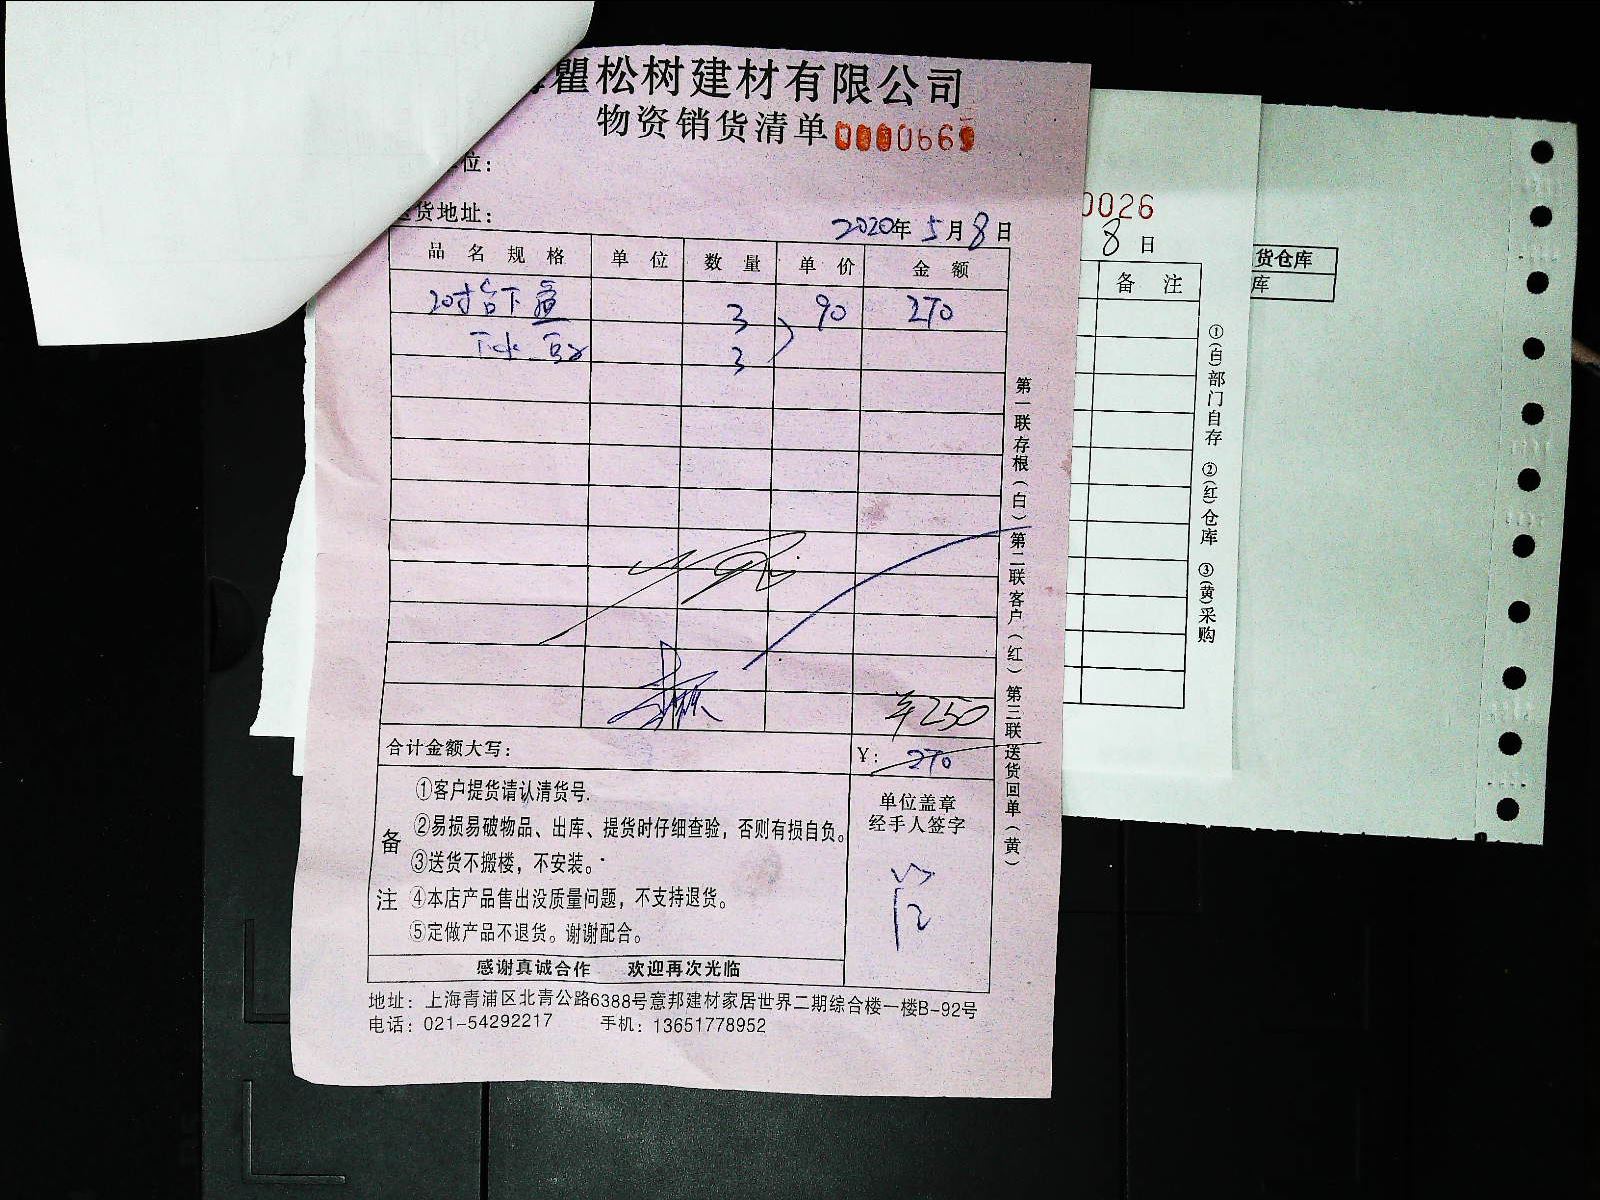 瞿松树建材有限公司
物资销货清单 0000669
位：
货地址：
2020年5月8日
品名规格 单位 数量 单价 金额
20寸台下盆 3 90 270
下水 3
¥250
合计金额大写： ¥: 270
备注
①客户提货请认清货号.
②易损易破物品、出库、提货时仔细查验，否则有损自负。
③送货不搬楼，不安装。
④本店产品售出没质量问题，不支持退货。
⑤定做产品不退货。谢谢配合。
感谢真诚合作 欢迎再次光临
单位盖章
经手人签字
地址：上海青浦区北青公路6388号意邦建材家居世界二期综合楼一楼B-92号
电话：021-54292217 手机：13651778952
第一联存根（白）第二联客户（红）第三联送货回单（黄）
0026
8日
备注
①(白)部门自存 ②(红)仓库 ③(黄)采购
货仓库
库